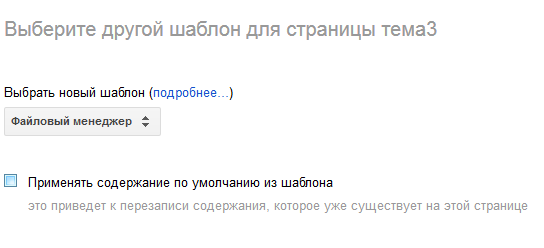 Выберите другой шаблон для страницы тема3
Выбрать новый шаблон (подробнее...)
Файловый менеджер
Применять содержание по умолчанию из шаблона
это приведет к перезаписи содержания, которое уже существует на этой странице